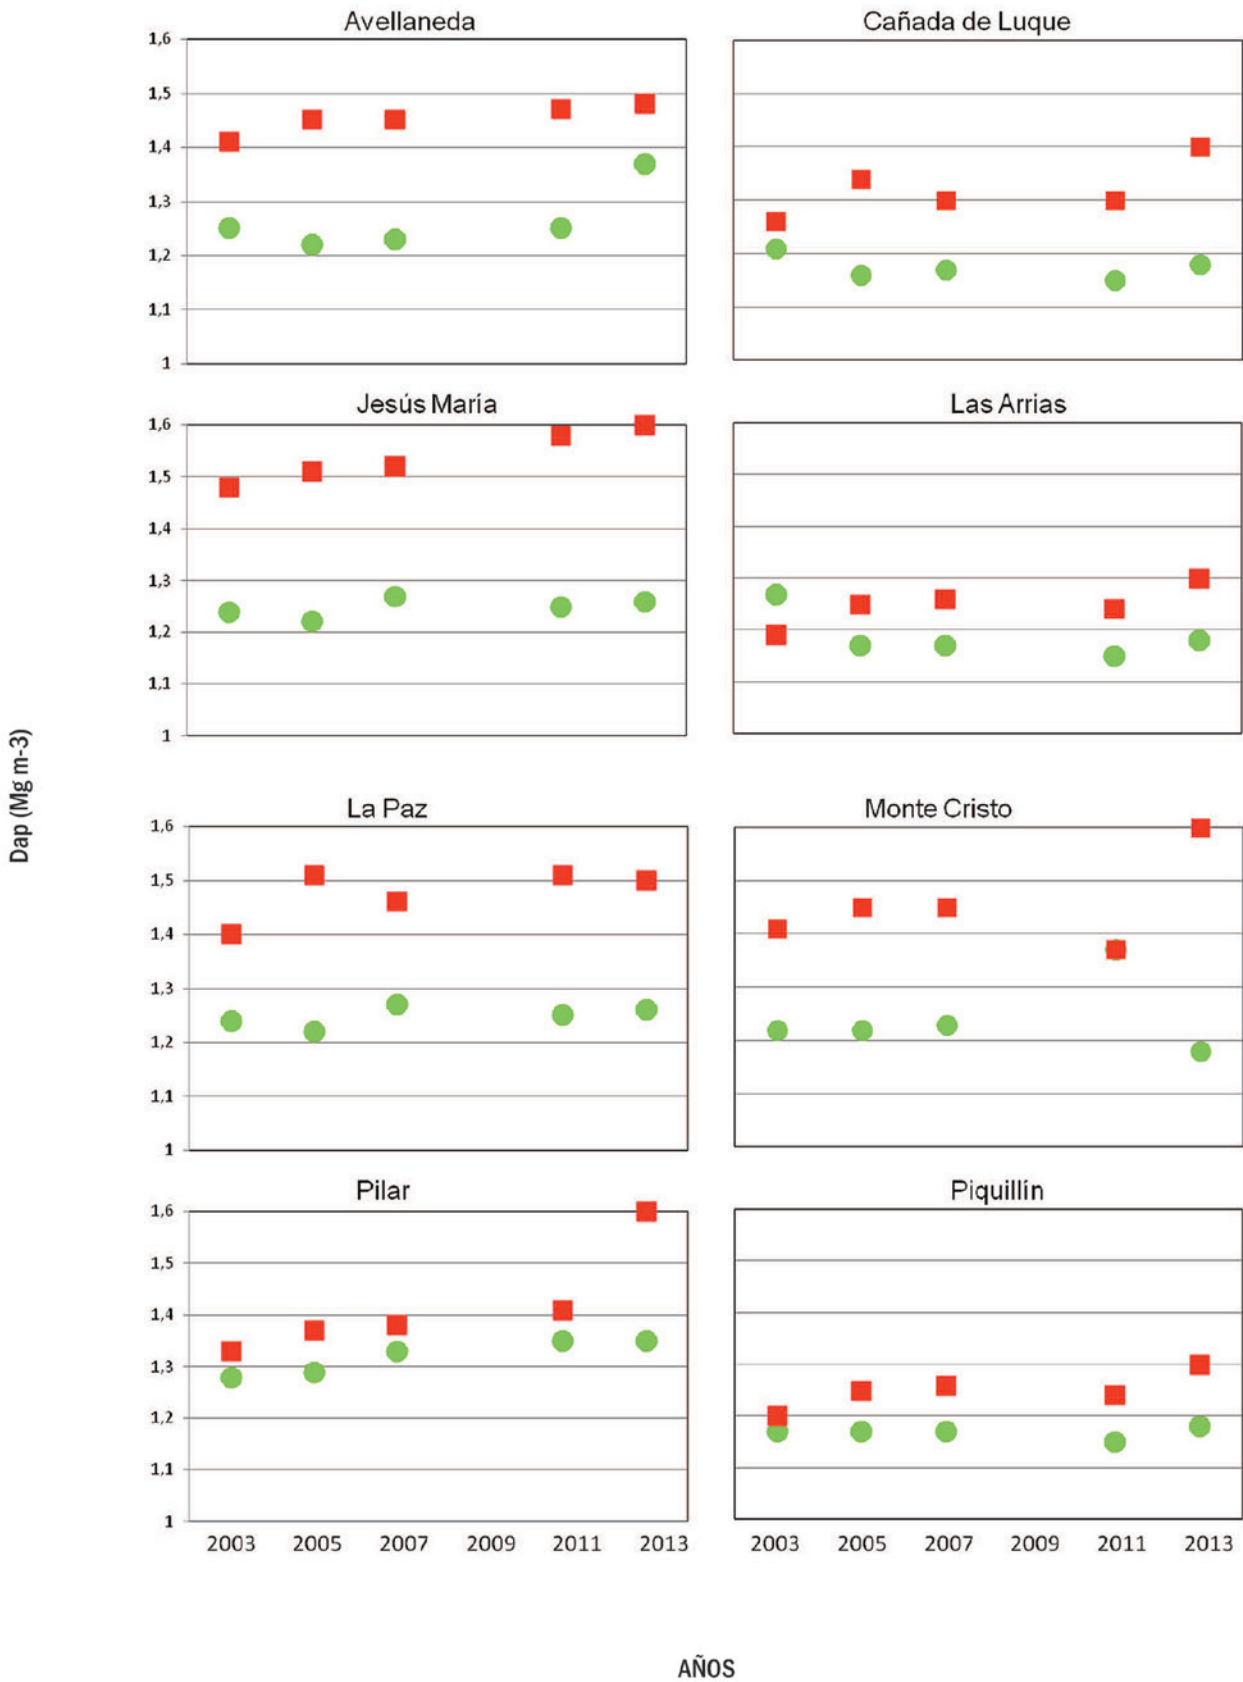 Avellaneda
1,6
1,5
1,4
1,3
1,2
1,1
1
Cañada de Luque
Jesús María
1,6
1,5
1,4
1,3
1,2
1,1
1
Las Arrias
Dap (Mg m-3)
La Paz
1,6
1,5
1,4
1,3
1,2
1,1
1
Monte Cristo
Pilar
1,6
1,5
1,4
1,3
1,2
1,1
1
2003 2005 2007 2009 2011 2013
Piquillín
2003 2005 2007 2009 2011 2013
AÑOS